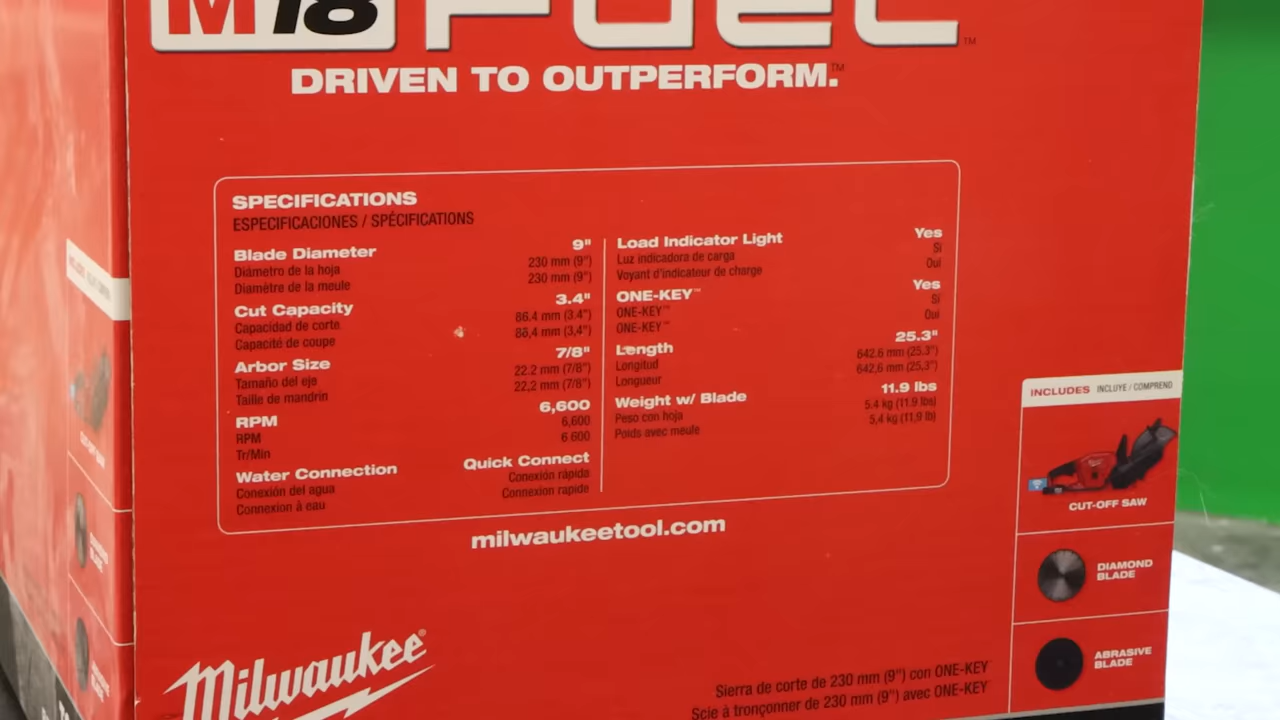 M18 FUEL™
DRIVEN TO OUTPERFORM.™
SPECIFICATIONS
ESPECIFICACIONES / SPÉCIFICATIONS
Blade Diameter 9"
Diámetro de la hoja 230 mm (9")
Diamètre de la meule 230 mm (9")
Cut Capacity 3.4"
Capacidad de corte 86.4 mm (3.4")
Capacité de coupe 86,4 mm (3,4")
Arbor Size 7/8"
Tamaño del eje 22.2 mm (7/8")
Taille de mandrin 22,2 mm (7/8")
RPM 6,600
RPM 6,600
Tr/Min 6 600
Water Connection Quick Connect
Conexión del agua Conexión rápida
Connexion à eau Connexion rapide
Load Indicator Light Yes
Luz indicadora de carga Sí
Voyant d'indicateur de charge Oui
ONE-KEY™ Yes
ONE-KEY™ Sí
ONE-KEY™ Oui
Length 25.3"
Longitud 642.6 mm (25.3")
Longueur 642,6 mm (25,3")
Weight w/ Blade 11.9 lbs
Peso con hoja 5.4 kg (11.9 lbs)
Poids avec meule 5,4 kg (11,9 lb)
milwaukeetool.com
INCLUDES INCLUYE / COMPREND
CUT-OFF SAW
DIAMOND
BLADE
ABRASIVE
BLADE
Milwaukee®
Sierra de corte de 230 mm (9") con ONE-KEY™
Scie à tronçonner de 230 mm (9") avec ONE-KEY™